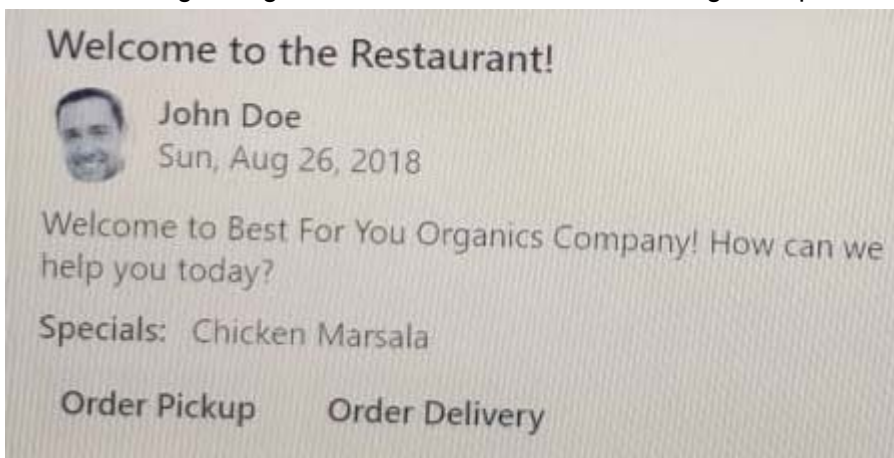 Welcome to the Restaurant!
John Doe
Sun, Aug 26, 2018
Welcome to Best For You Organics Company! How can we
help you today?
Specials: Chicken Marsala
Order Pickup Order Delivery